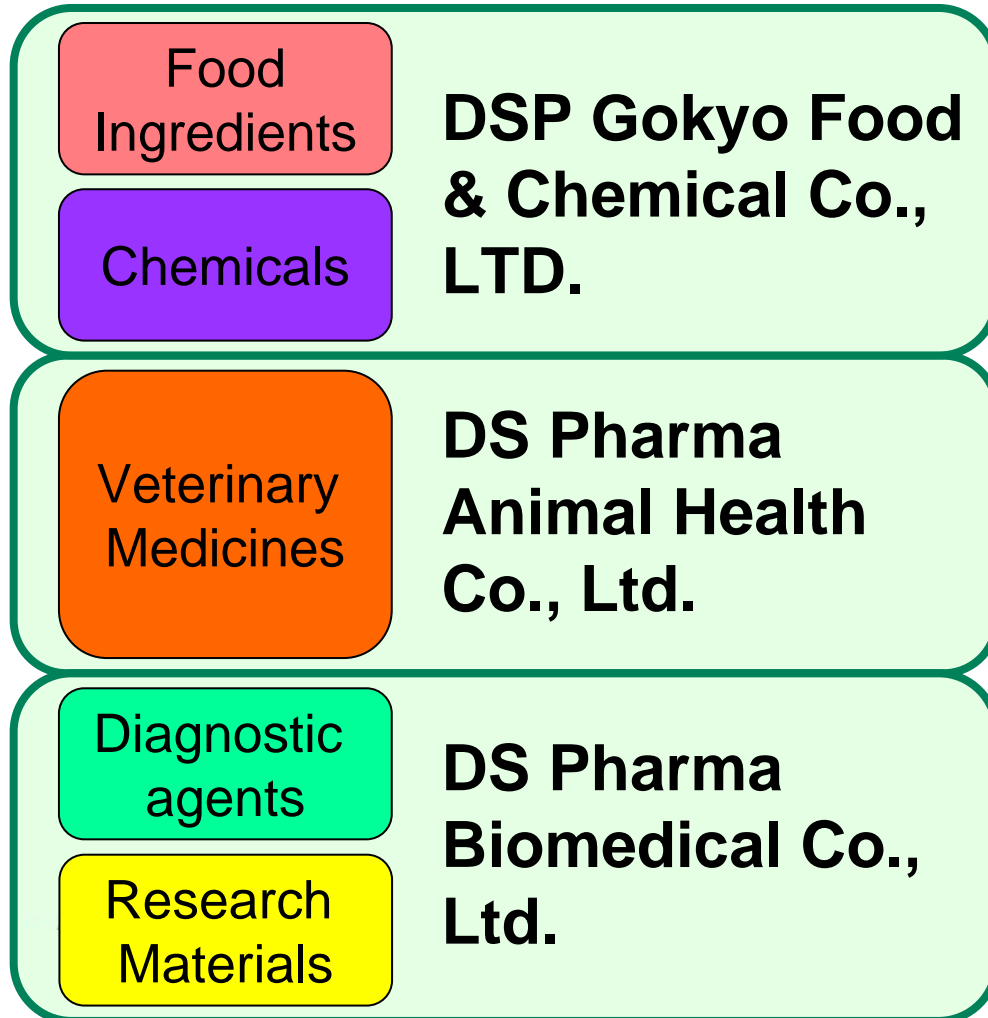 Food
Ingredients
Chemicals
DSP Gokyo Food
& Chemical Co.,
LTD.
Veterinary
Medicines
DS Pharma
Animal Health
Co., Ltd.
Diagnostic
agents
Research
Materials
DS Pharma
Biomedical Co.,
Ltd.